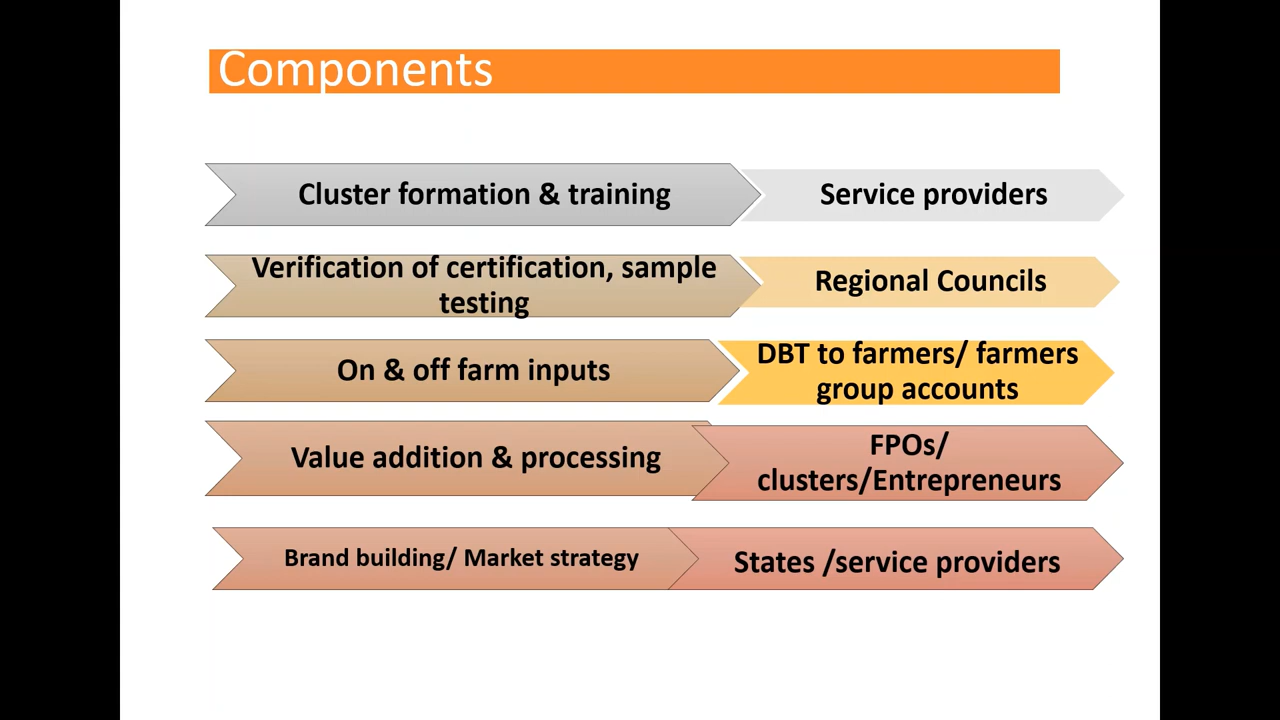 Components
Cluster formation & training
Service providers
Verification of certification, sample
testing
Regional Councils
On & off farm inputs
DBT to farmers/ farmers
group accounts
Value addition & processing
FPOs/
clusters/Entrepreneurs
Brand building/ Market strategy
States /service providers